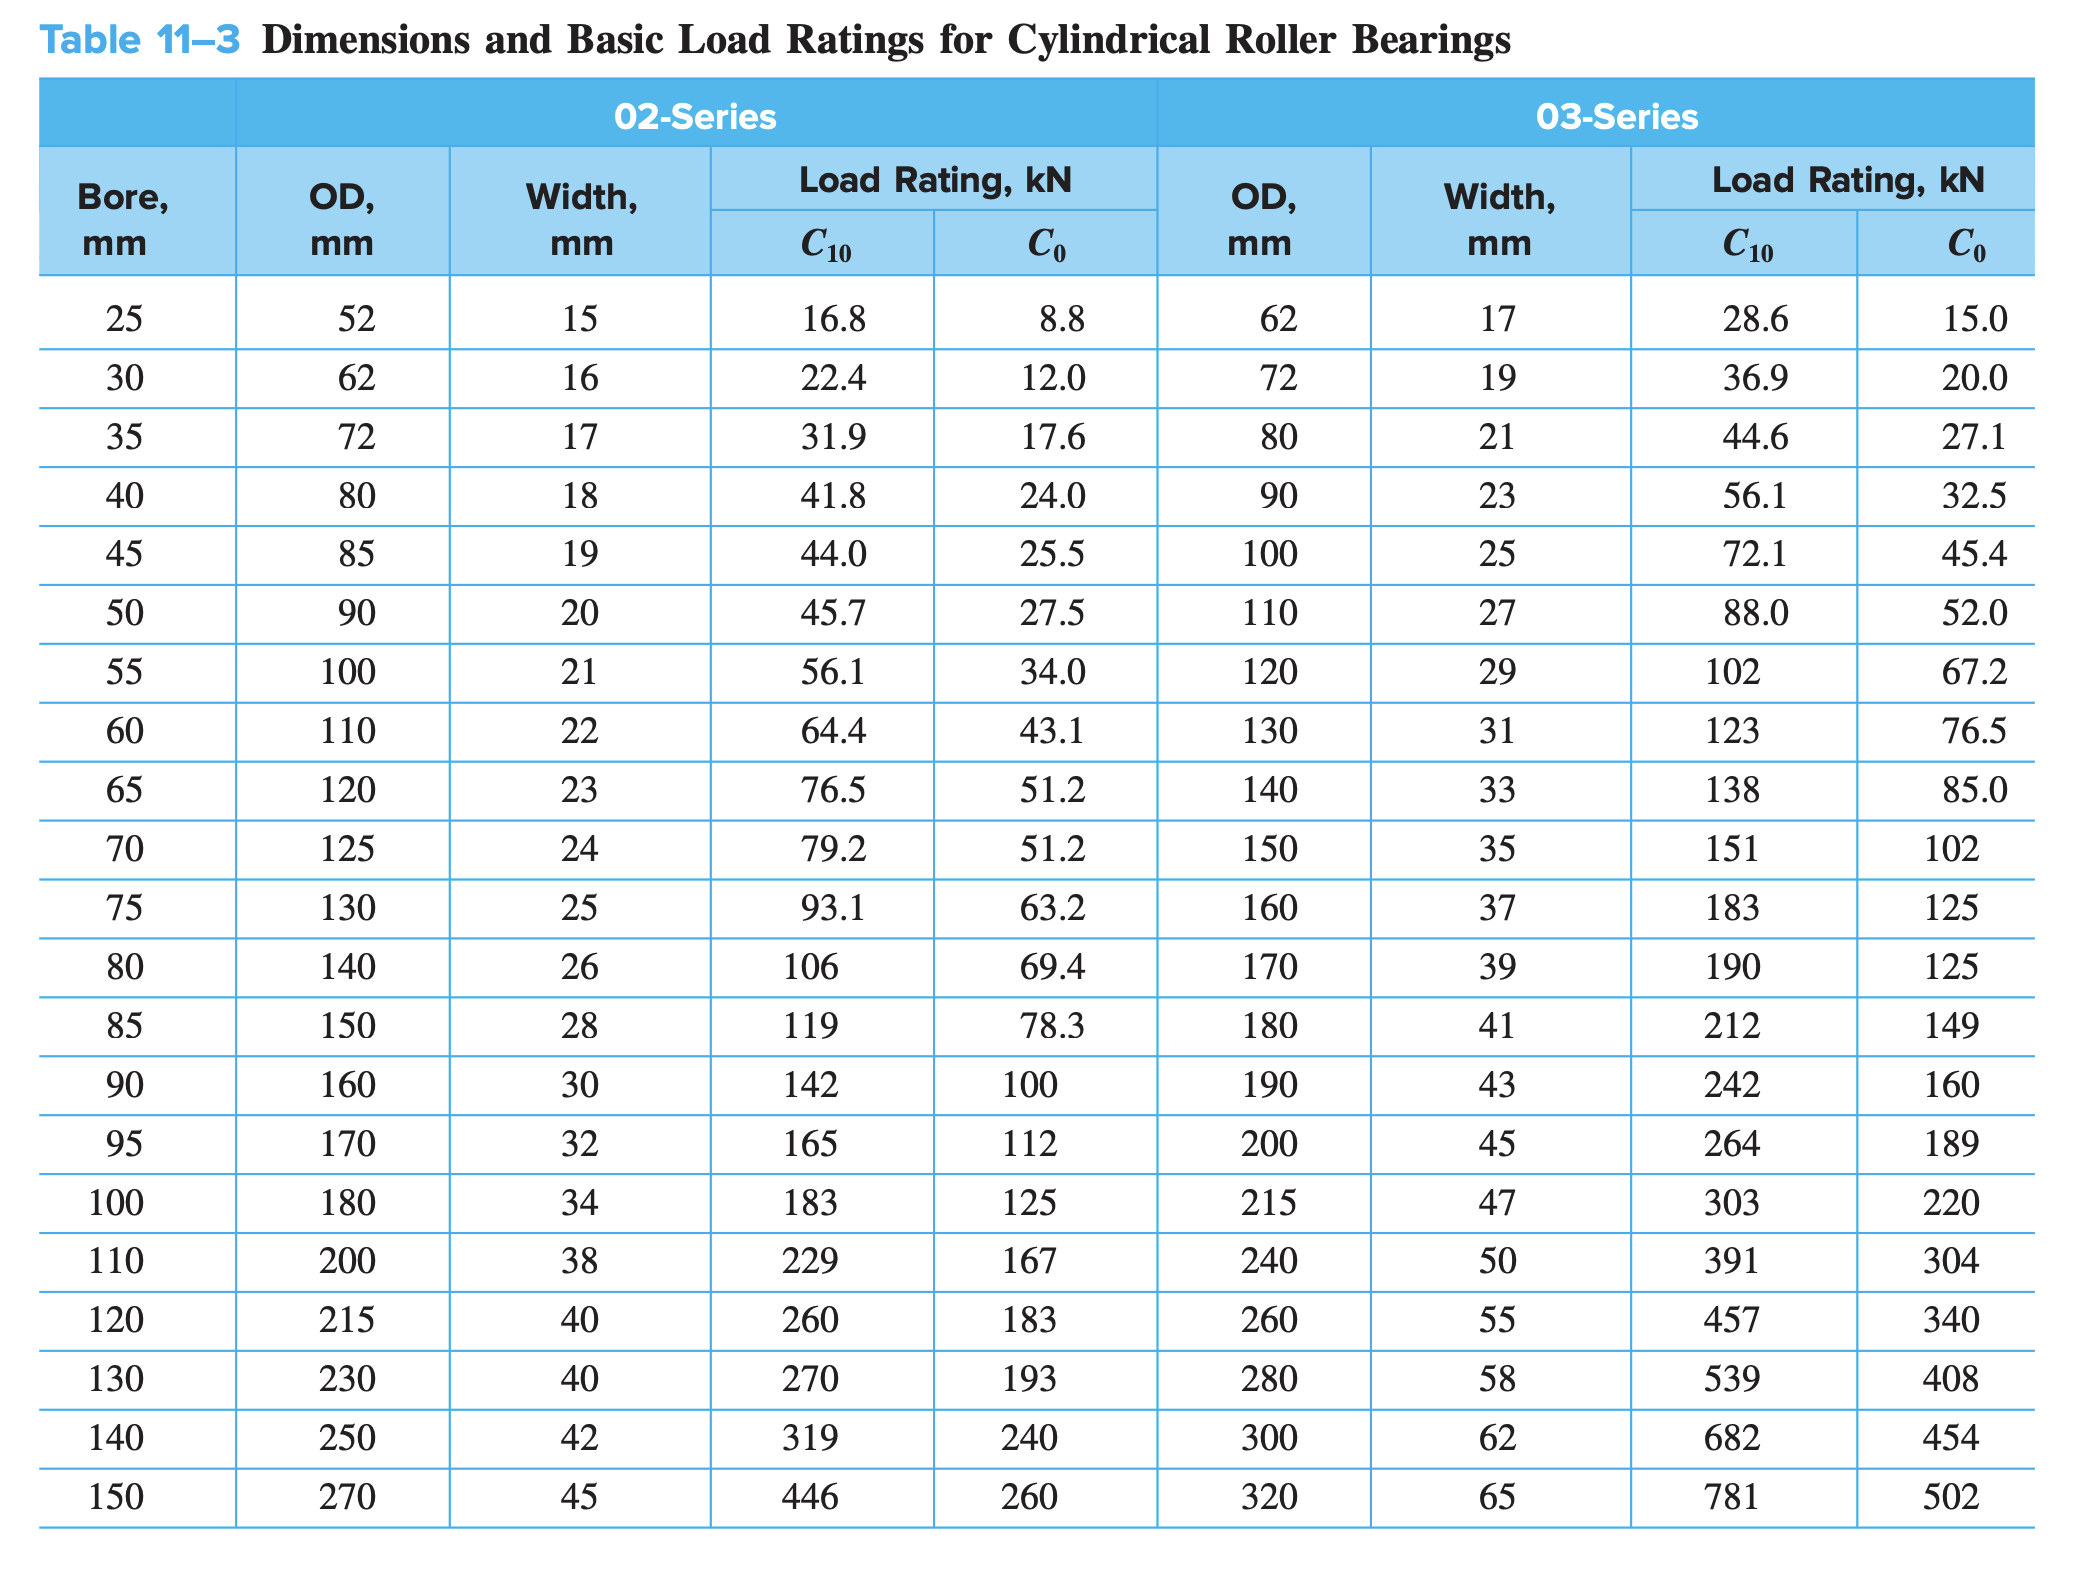 Table 11–3 Dimensions and Basic Load Ratings for Cylindrical Roller Bearings
02-Series 03-Series
Bore, mm OD, mm Width, mm Load Rating, kN OD, mm Width, mm Load Rating, kN
C10 C0 C10 C0
25 52 15 16.8 8.8 62 17 28.6 15.0
30 62 16 22.4 12.0 72 19 36.9 20.0
35 72 17 31.9 17.6 80 21 44.6 27.1
40 80 18 41.8 24.0 90 23 56.1 32.5
45 85 19 44.0 25.5 100 25 72.1 45.4
50 90 20 45.7 27.5 110 27 88.0 52.0
55 100 21 56.1 34.0 120 29 102 67.2
60 110 22 64.4 43.1 130 31 123 76.5
65 120 23 76.5 51.2 140 33 138 85.0
70 125 24 79.2 51.2 150 35 151 102
75 130 25 93.1 63.2 160 37 183 125
80 140 26 106 69.4 170 39 190 125
85 150 28 119 78.3 180 41 212 149
90 160 30 142 100 190 43 242 160
95 170 32 165 112 200 45 264 189
100 180 34 183 125 215 47 303 220
110 200 38 229 167 240 50 391 304
120 215 40 260 183 260 55 457 340
130 230 40 270 193 280 58 539 408
140 250 42 319 240 300 62 682 454
150 270 45 446 260 320 65 781 502